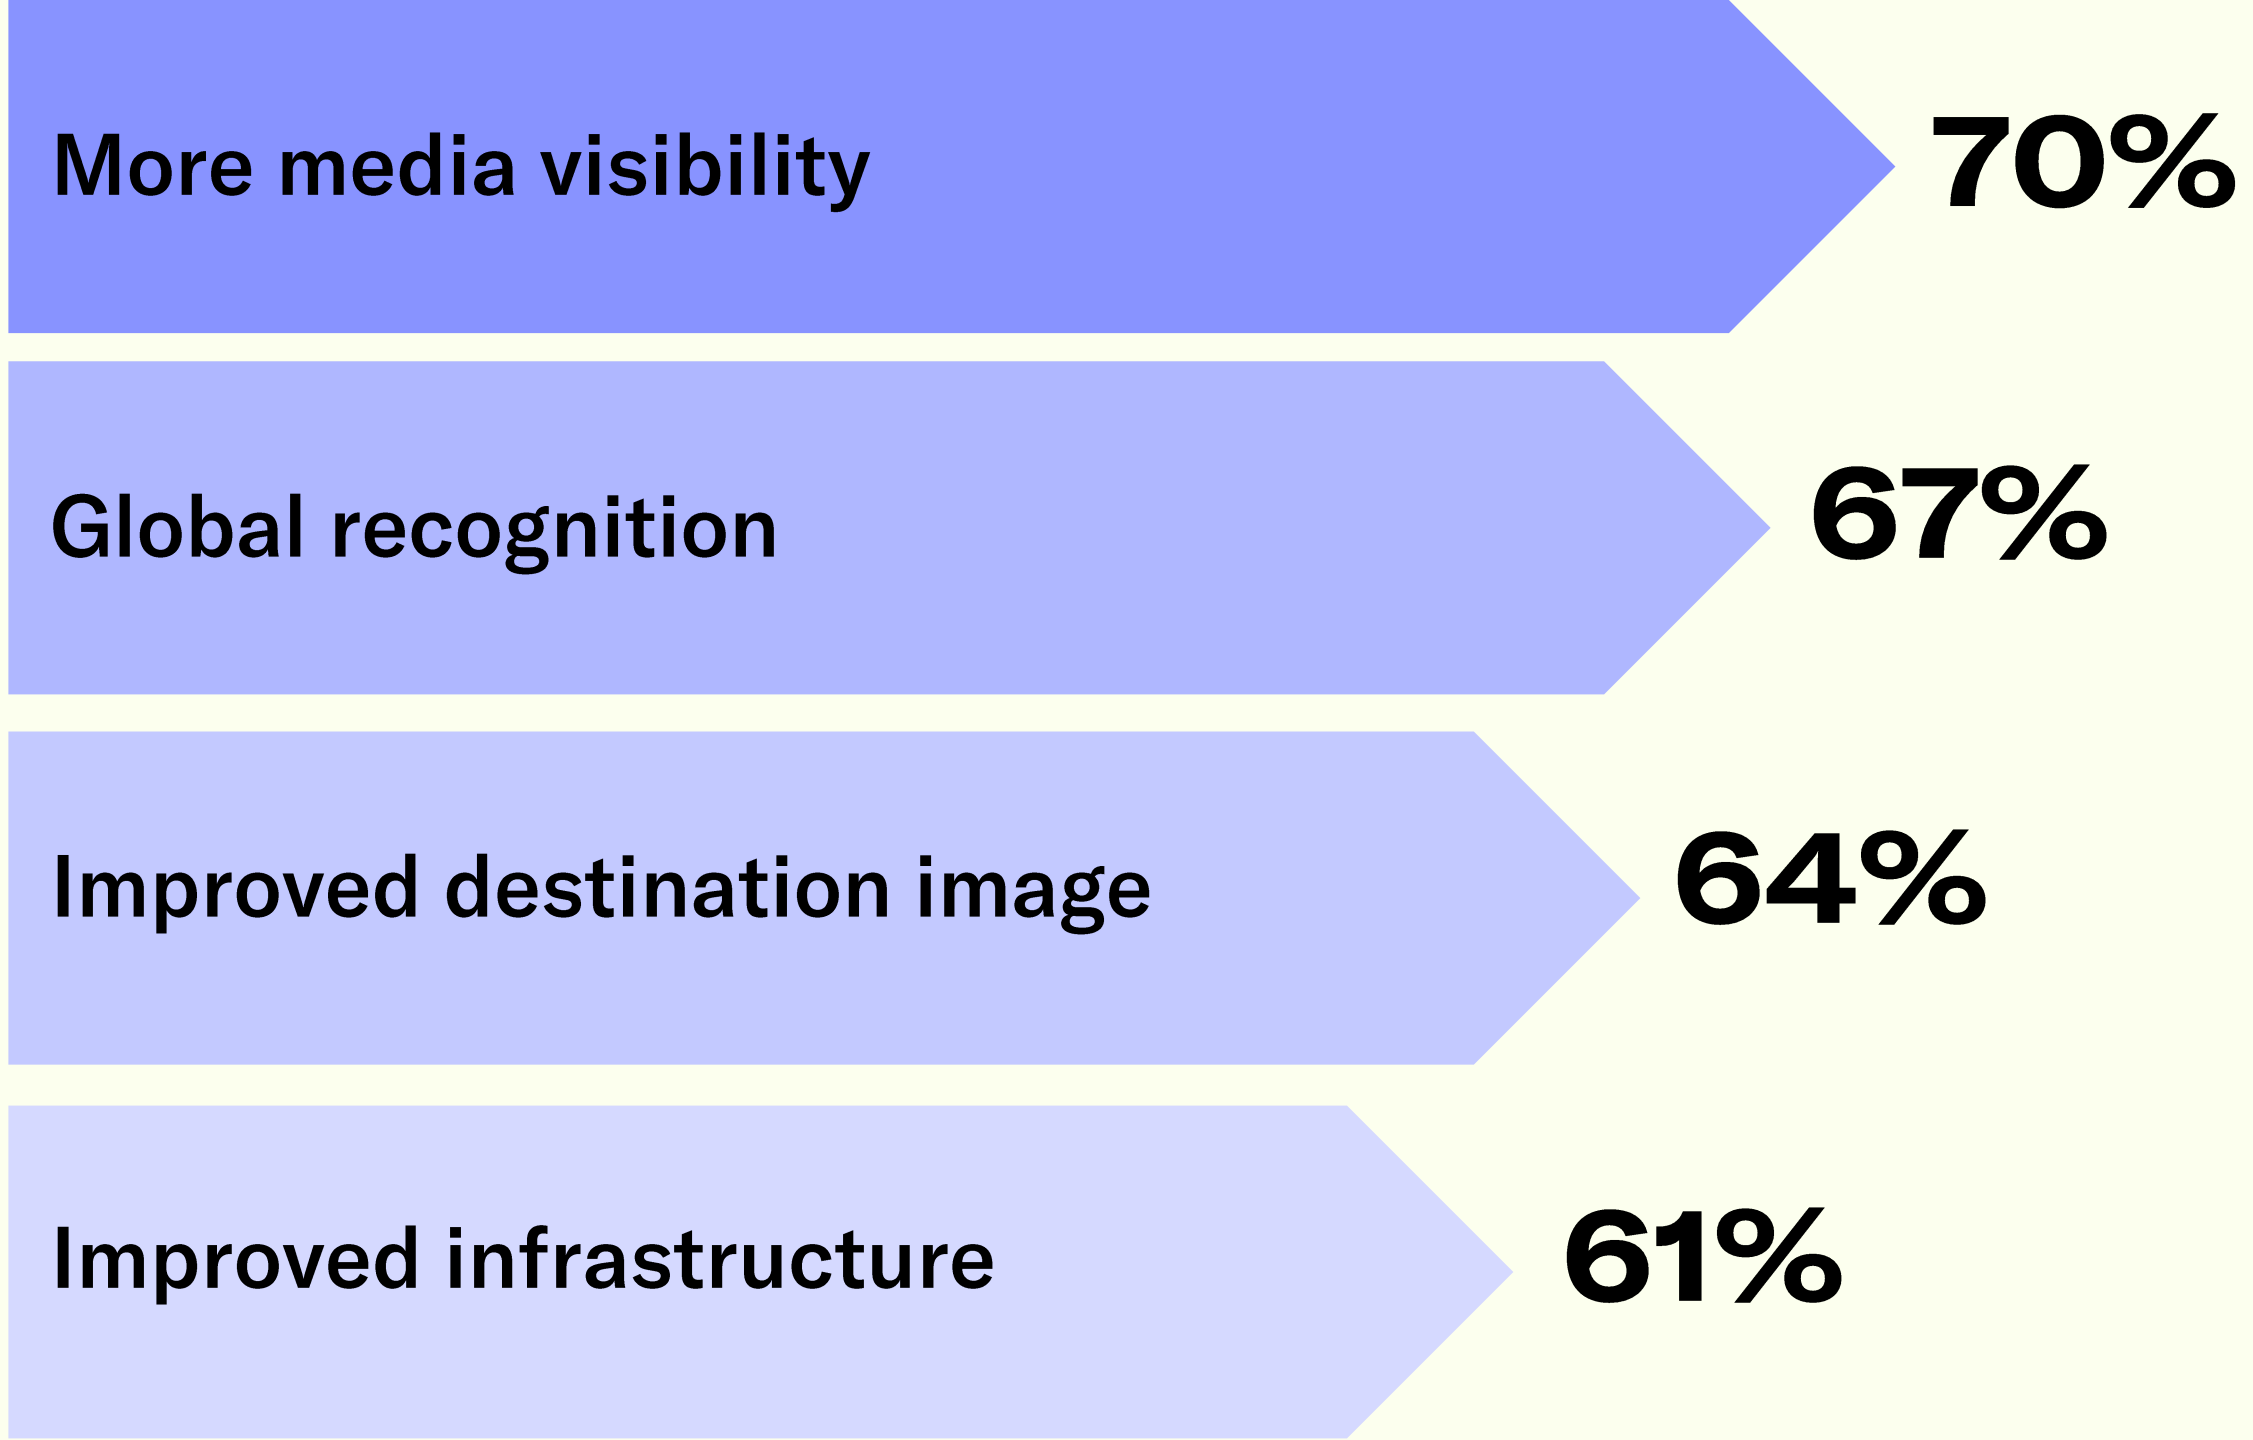 More media visibility
70%
Global recognition
67%
Improved destination image
64%
Improved infrastructure
61%